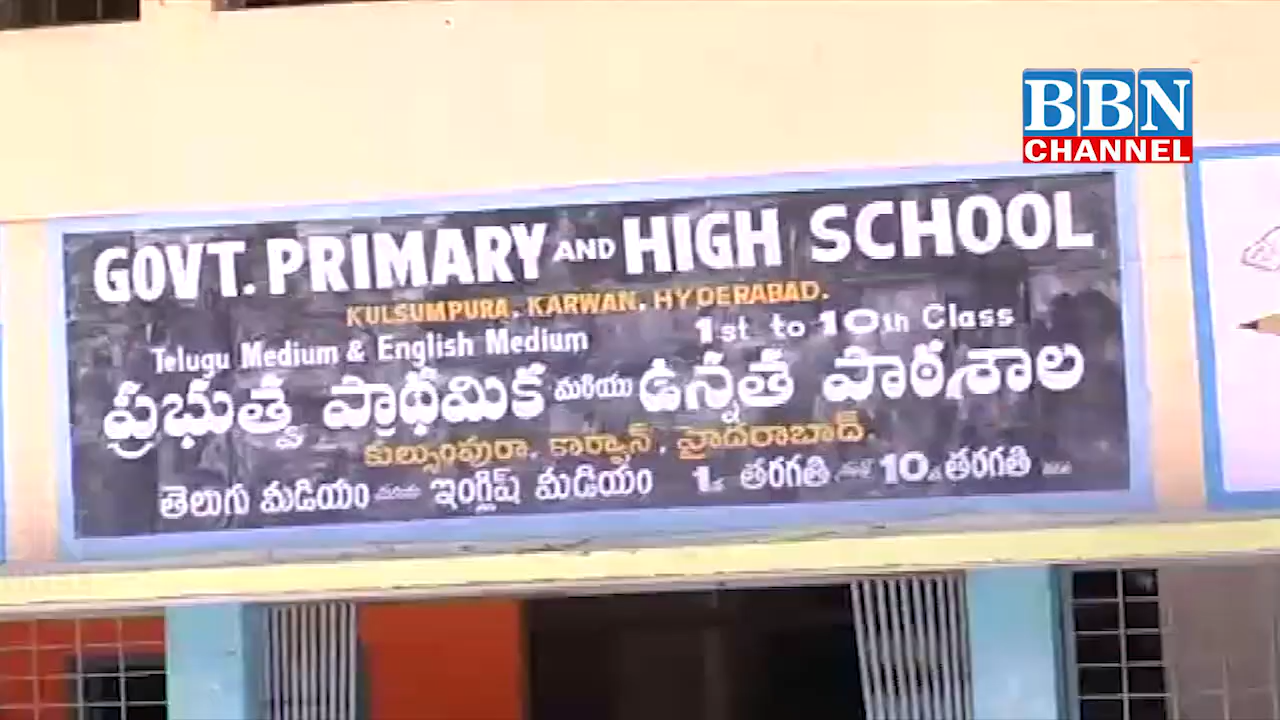 BBN
CHANNEL
GOVT. PRIMARY AND HIGH SCHOOL
KULSUMPURA, KARWAN, HYDERABAD.
Telugu Medium & English Medium 1st to 10th Class
ప్రభుత్వ ప్రాథమిక మరియు ఉన్నత పాఠశాల
కుల్సుంపురా, కార్వాన్, హైదరాబాద్.
తెలుగు మీడియం మరియు ఇంగ్లీష్ మీడియం 1వ తరగతి 10వ తరగతి